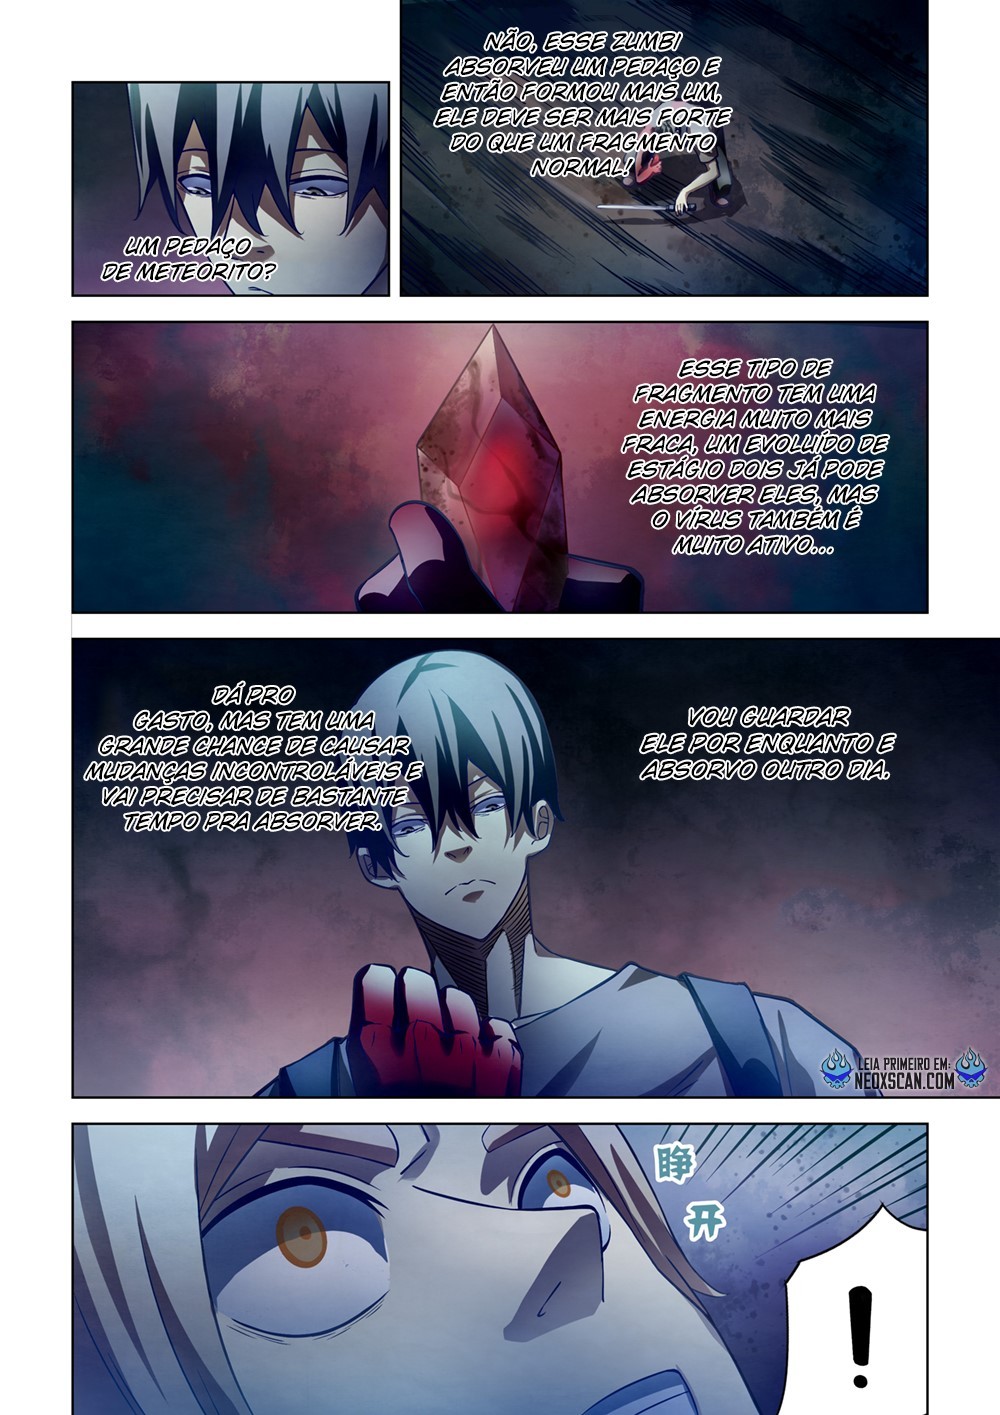 NÃO, ESSE ZUMBI
ABSORVEU UM PEDAÇO E
ENTÃO FORMOU MAIS UM,
ELE DEVE SER MAIS FORTE
DO QUE UM FRAGMENTO
NORMAL!
UM PEDAÇO
DE METEORITO?
ESSE TIPO DE
FRAGMENTO TEM UMA
ENERGIA MUITO MAIS
FRACA, UM EVOLUÍDO DE
ESTÁGIO DOIS JÁ PODE
ABSORVER ELES, MAS
O VÍRUS TAMBÉM É
MUITO ATIVO...
DÁ PRO
GASTO, MAS TEM UMA
GRANDE CHANCE DE CAUSAR
MUDANÇAS INCONTROLÁVEIS E
VAI PRECISAR DE BASTANTE
TEMPO PRA ABSORVER.
VOU GUARDAR
ELE POR ENQUANTO E
ABSORVO OUTRO DIA.
LEIA PRIMEIRO EM:
NEOXSCAN.COM
睁
开
!